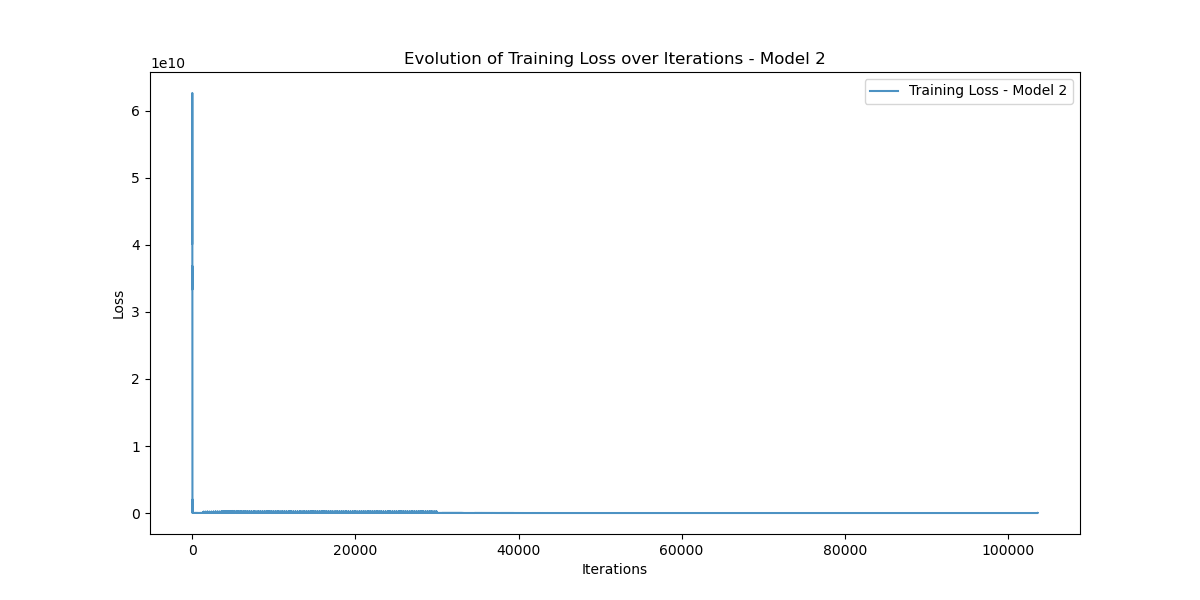 Evolution of Training Loss over Iterations - Model 2
1e10
Training Loss - Model 2
6
5
4
3
2
1
0
Loss
0 20000 40000 60000 80000 100000
Iterations